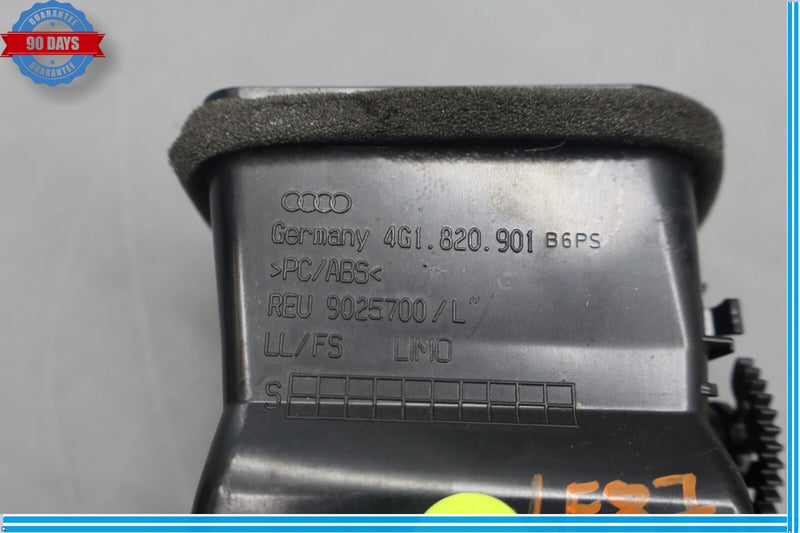 GUARANTEE
90 DAYS
GUARANTEE
Germany 4G1.820.901 B6PS
>PC/ABS<
REU 9025700/L"
LL/FS LIMO
S